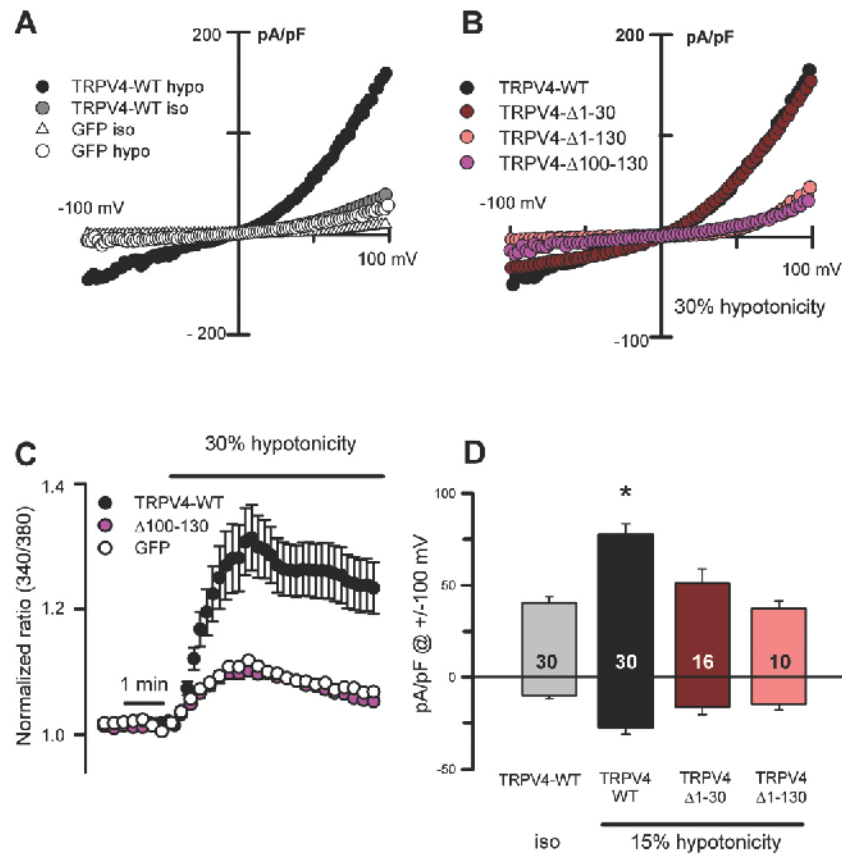 A
200
pA/pF
TRPV4-WT hypo
TRPV4-WT iso
GFP iso
GFP hypo
-100 mV
100 mV
- 200
B
200
pA/pF
TRPV4-WT
TRPV4-Δ1-30
TRPV4-Δ1-130
TRPV4-Δ100-130
-100 mV
100 mV
30% hypotonicity
-100
C
30% hypotonicity
1.4
TRPV4-WT
Δ100-130
GFP
1.2
1 min
1.0
Normalized ratio (340/380)
D
100
*
50
30
30
16
10
0
-50
pA/pF @ +/-100 mV
TRPV4-WT
TRPV4
WT
TRPV4
Δ1-30
TRPV4
Δ1-130
iso
15% hypotonicity